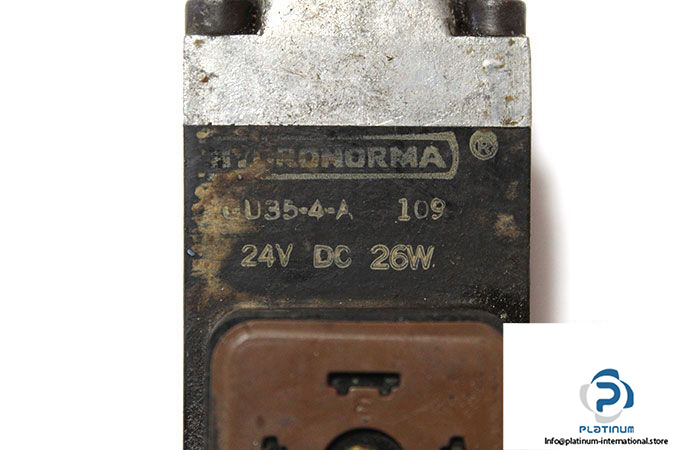 HYDRONORMA ®
GU35-4-A 109
24V DC 26W
PLATINUM
Info@platinum-international.store